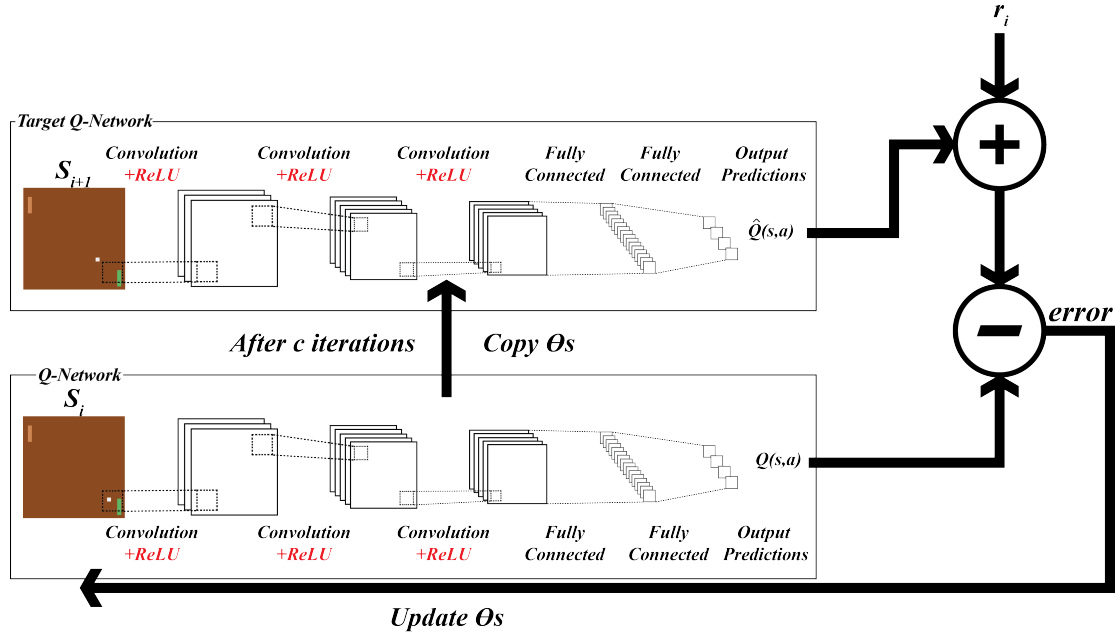 r_i
Target Q-Network
Convolution
+ReLU
Convolution
+ReLU
Convolution
+ReLU
Fully
Connected
Fully
Connected
Output
Predictions
S_{i+1}
+
Q̂(s,a)
−
error
After c iterations
Copy Θs
Q-Network
S_i
Q(s,a)
Convolution
+ReLU
Convolution
+ReLU
Convolution
+ReLU
Fully
Connected
Fully
Connected
Output
Predictions
Update Θs